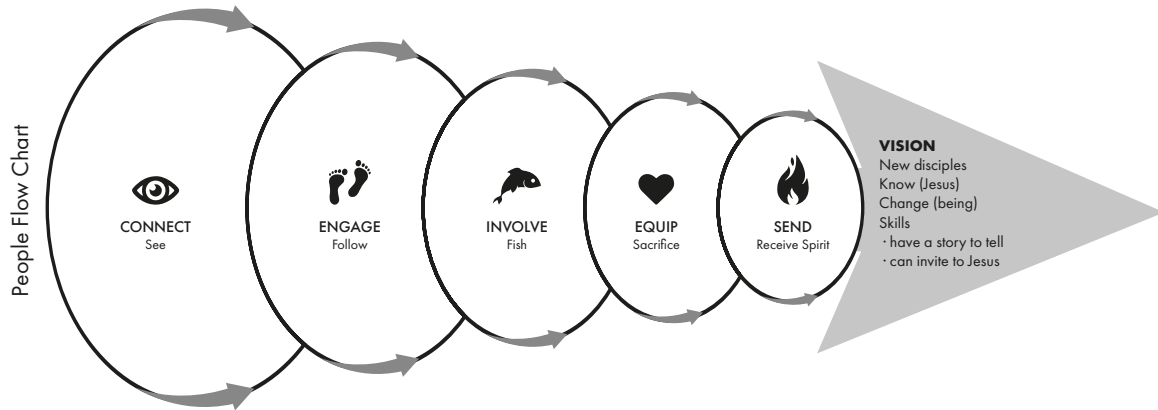 People Flow Chart
CONNECT
See
ENGAGE
Follow
INVOLVE
Fish
EQUIP
Sacrifice
SEND
Receive Spirit
VISION
New disciples
Know (Jesus)
Change (being)
Skills
· have a story to tell
· can invite to Jesus